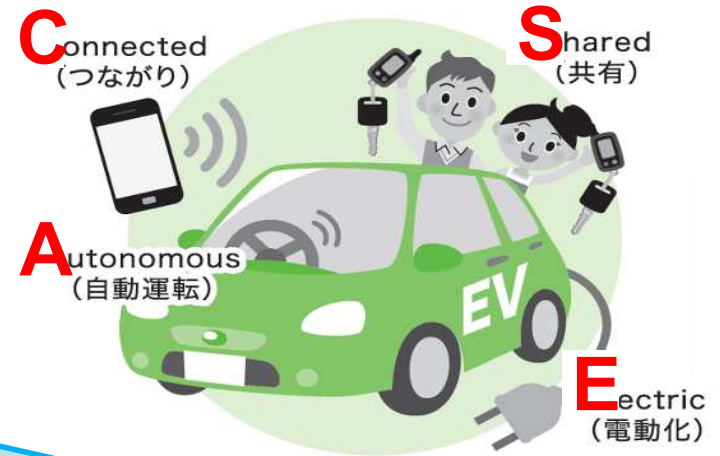 Connected
(つながり)
Shared
(共有)
Autonomous
(自動運転)
EV
Eectric
(電動化)